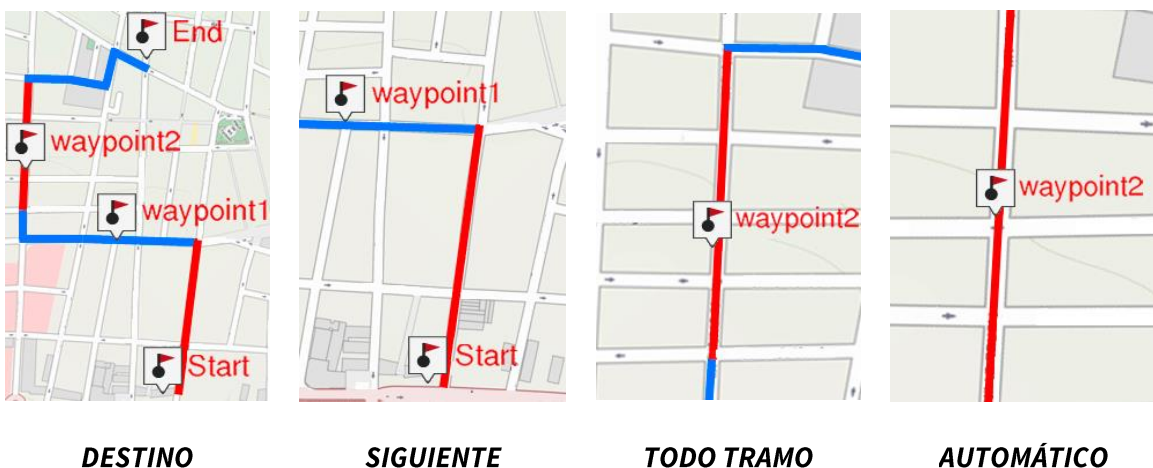 End
waypoint2
waypoint1
Start
waypoint1
Start
waypoint2
waypoint2
DESTINO
SIGUIENTE
TODO TRAMO
AUTOMÁTICO